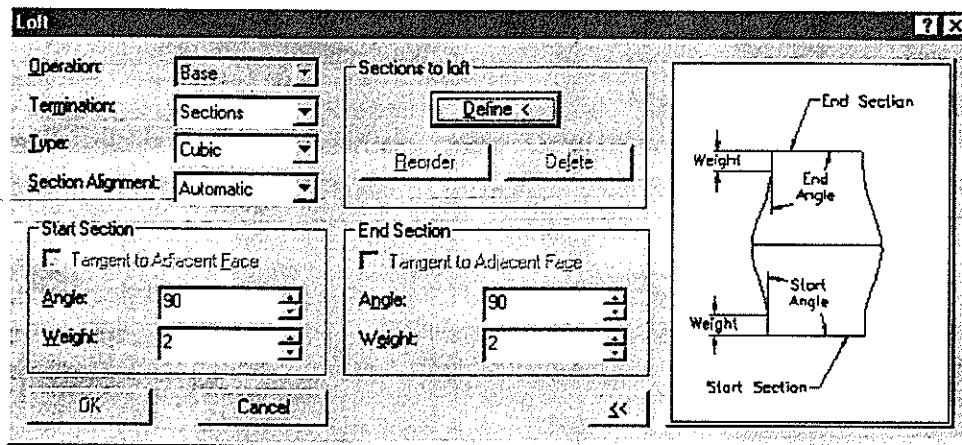 Loft
? X
Operation: Base
Termination: Sections
Type: Cubic
Section Alignment: Automatic
Sections to loft
Define <
Reorder Delete
Start Section
Tangent to Adjacent Face
Angle: 90
Weight: 2
End Section
Tangent to Adjacent Face
Angle: 90
Weight: 2
OK Cancel <<
End Section
Weight
End
Angle
Start
Angle
Weight
Start Section